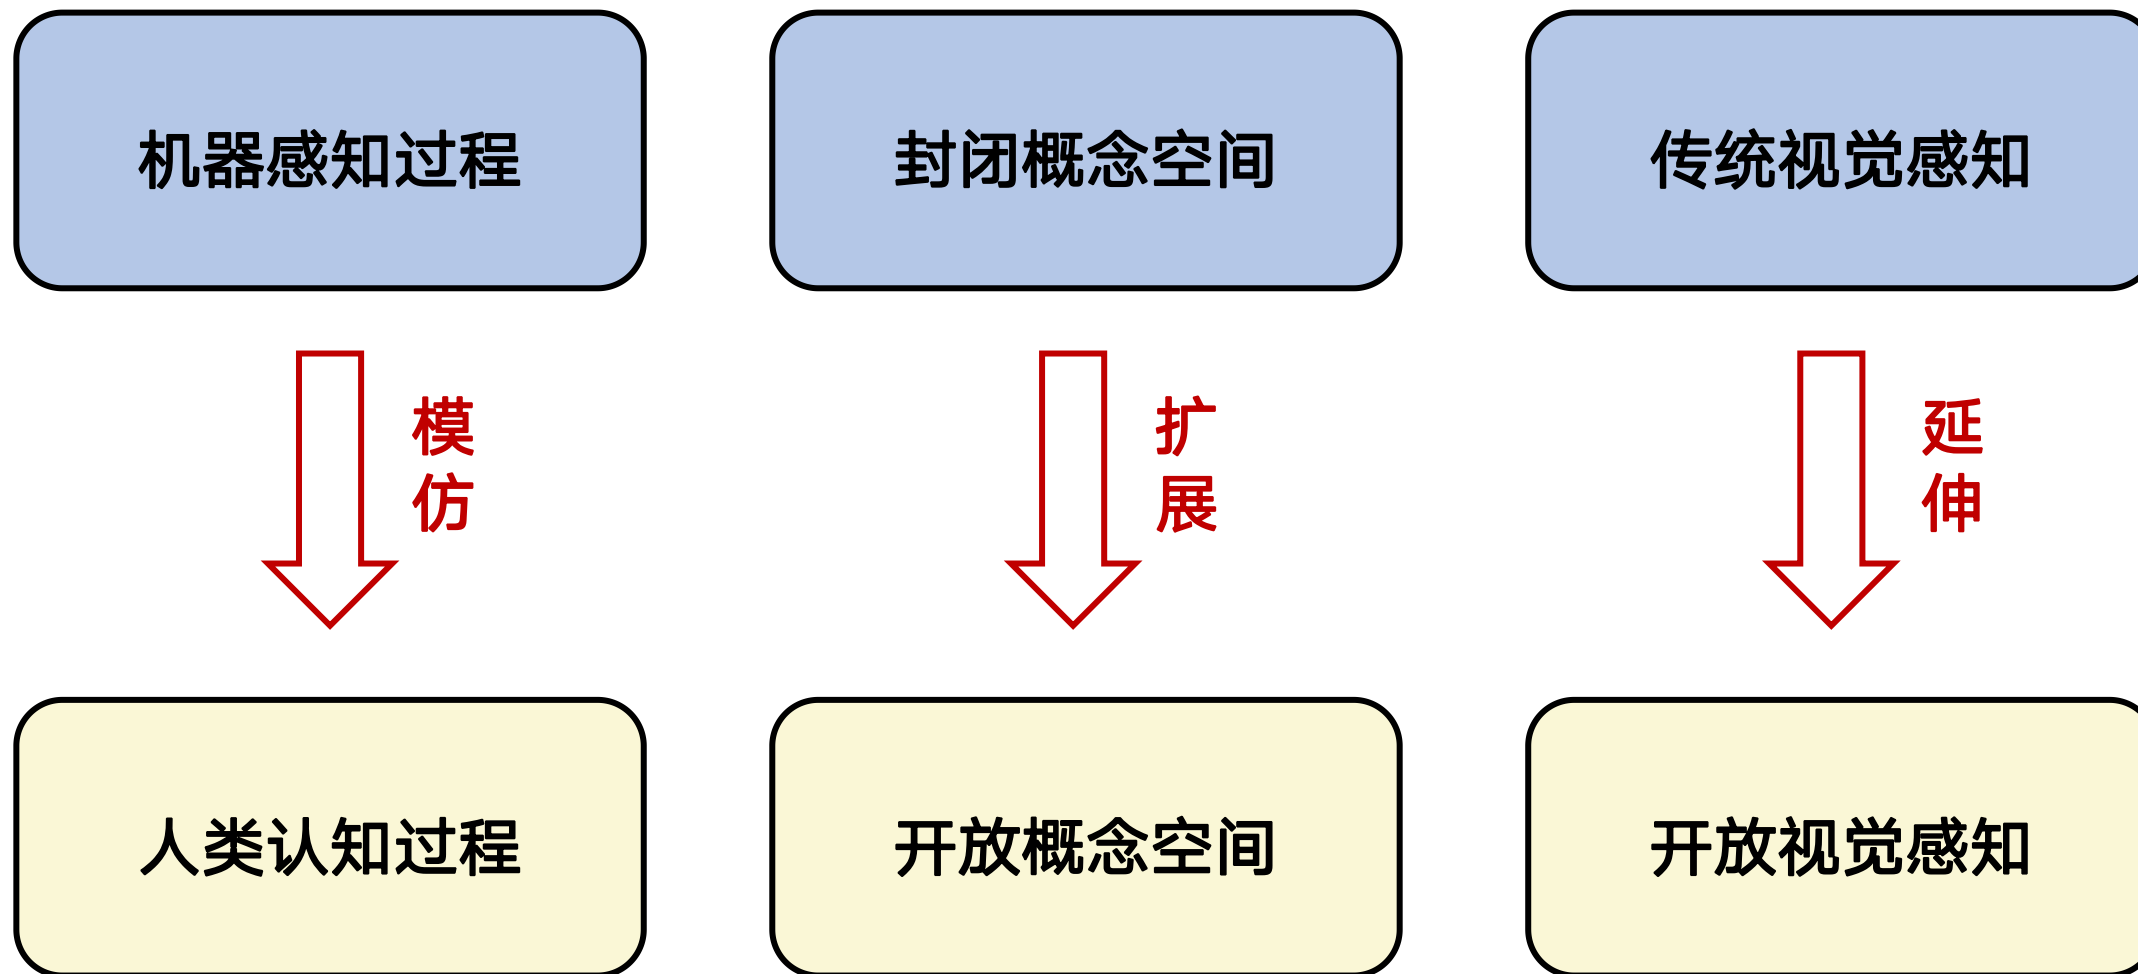 机器感知过程
封闭概念空间
传统视觉感知
模
仿
扩
展
延
伸
人类认知过程
开放概念空间
开放视觉感知